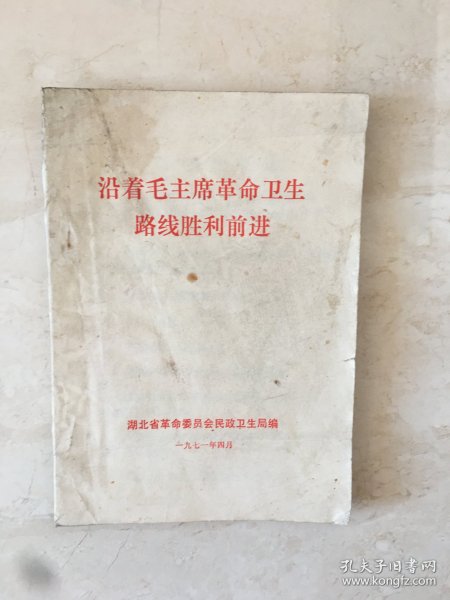 沿着毛主席革命卫生
路线胜利前进
湖北省革命委员会民政卫生局编
一九七一年四月
孔夫子旧书网
www.kongfz.com